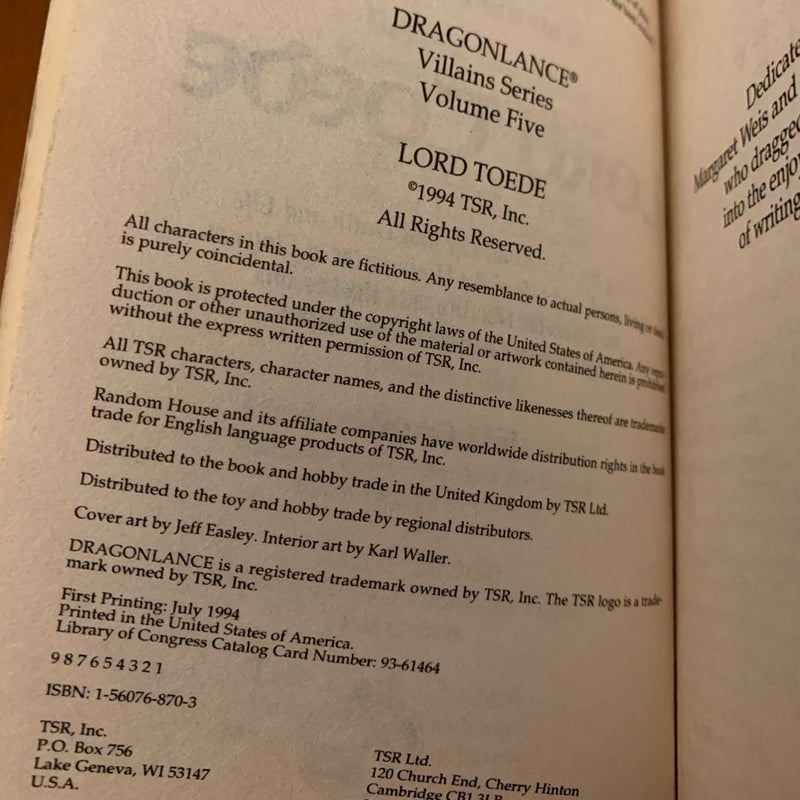 DRAGONLANCE®
Villains Series
Volume Five
LORD TOEDE
©1994 TSR, Inc.
All Rights Reserved.
All characters in this book are fictitious. Any resemblance to actual persons, living or
is purely coincidental.
This book is protected under the copyright laws of the United States of America. Any
duction or other unauthorized use of the material or artwork contained herein is prohibited
without the express written permission of TSR, Inc.
All TSR characters, character names, and the distinctive likenesses thereof are trademarks
owned by TSR, Inc.
Random House and its affiliate companies have worldwide distribution rights in the book
trade for English language products of TSR, Inc.
Distributed to the book and hobby trade in the United Kingdom by TSR Ltd.
Distributed to the toy and hobby trade by regional distributors.
Cover art by Jeff Easley. Interior art by Karl Waller.
DRAGONLANCE is a registered trademark owned by TSR, Inc. The TSR logo is a trade-
mark owned by TSR, Inc.
First Printing: July 1994
Printed in the United States of America.
Library of Congress Catalog Card Number: 93-61464
9 8 7 6 5 4 3 2 1
ISBN: 1-56076-870-3
TSR, Inc.
P.O. Box 756
Lake Geneva, WI 53147
U.S.A.
TSR Ltd.
120 Church End, Cherry Hinton
Cambridge CB1 3LB
Dedicate
Margaret Weis and
who dragged
into the enjo
of writing